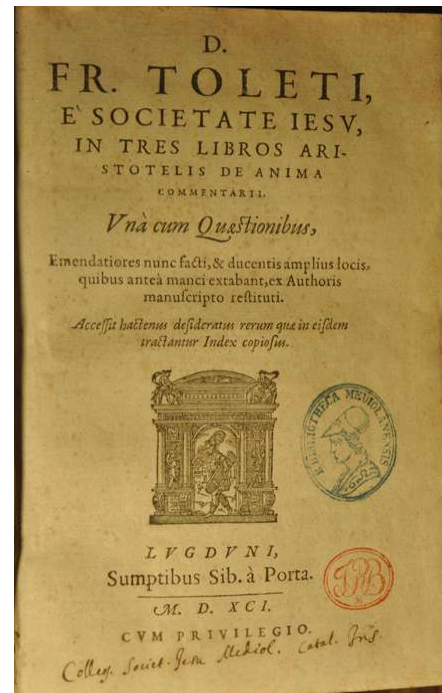 D.
FR. TOLETI,
E' SOCIETATE IESV,
IN TRES LIBROS ARI-
STOTELIS DE ANIMA
COMMENTARII.
Vnà cum Quæstionibus,
Emendatiores nunc facti, & ducentis amplius locis,
quibus anteà manci extabant, ex Authoris
manuscripto restituti.
Accessit hactenus desideratus rerum quæ in eisdem
tractantur Index copiosus.
BIBLIOTHECA MEDIOLANENSIS
LVGDVNI,
Sumptibus Sib. à Porta.
M. D. XCI.
CVM PRIVILEGIO.
Colleg. Societ. Jesu Mediol. Catal. Ins.